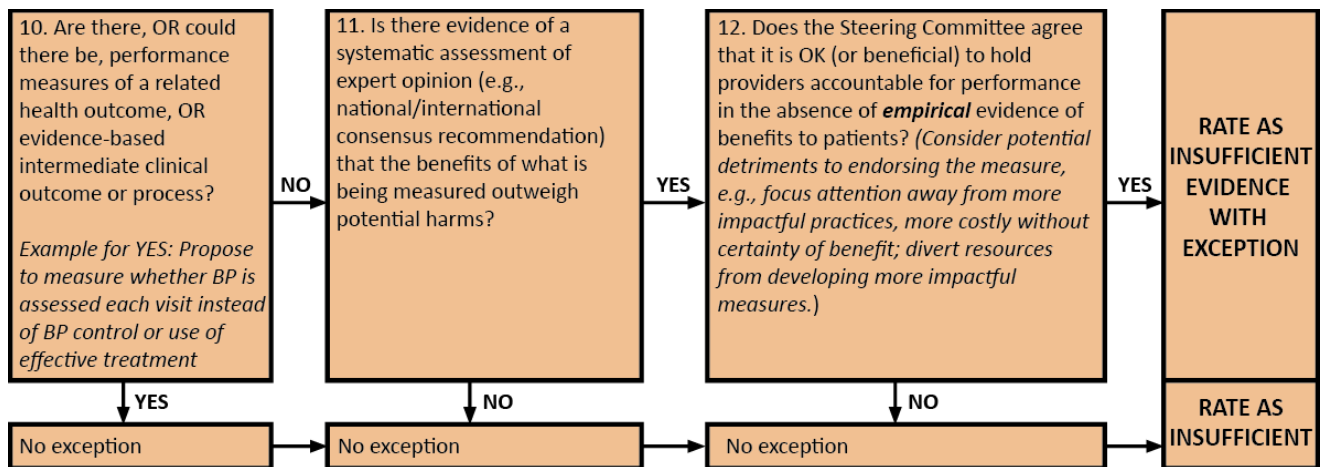 10. Are there, OR could
there be, performance
measures of a related
health outcome, OR
evidence-based
intermediate clinical
outcome or process?
Example for YES: Propose
to measure whether BP is
assessed each visit instead
of BP control or use of
effective treatment
NO
11. Is there evidence of a
systematic assessment of
expert opinion (e.g.,
national/international
consensus recommendation)
that the benefits of what is
being measured outweigh
potential harms?
YES
12. Does the Steering Committee agree
that it is OK (or beneficial) to hold
providers accountable for performance
in the absence of empirical evidence of
benefits to patients? (Consider potential
detriments to endorsing the measure,
e.g., focus attention away from more
impactful practices, more costly without
certainty of benefit; divert resources
from developing more impactful
measures.)
YES
RATE AS
INSUFFICIENT
EVIDENCE
WITH
EXCEPTION
YES
NO
NO
No exception
No exception
No exception
RATE AS
INSUFFICIENT